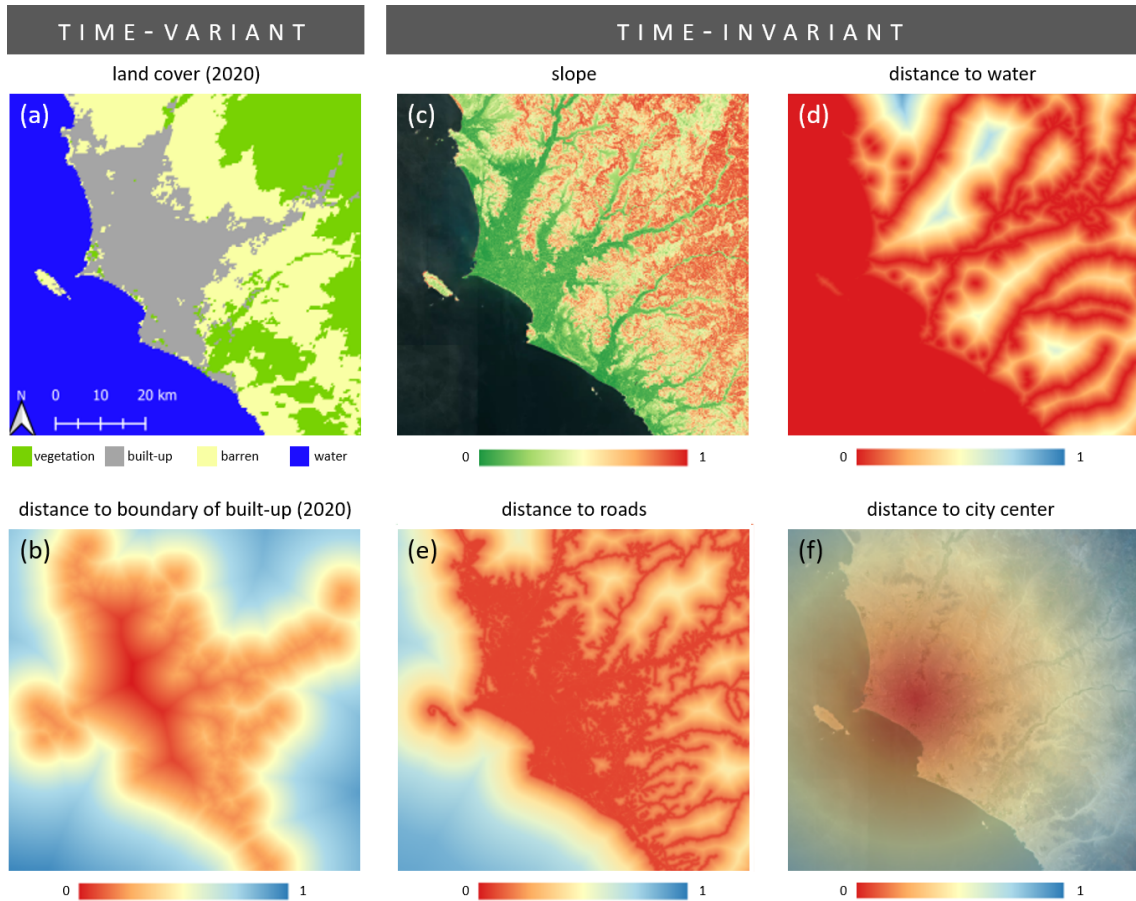 TIME-VARIANT
TIME-INVARIANT
land cover (2020)
slope
distance to water
(a)
(c)
(d)
N
0 10 20 km
vegetation built-up barren water
0 1
0 1
distance to boundary of built-up (2020)
distance to roads
distance to city center
(b)
(e)
(f)
0 1
0 1
0 1